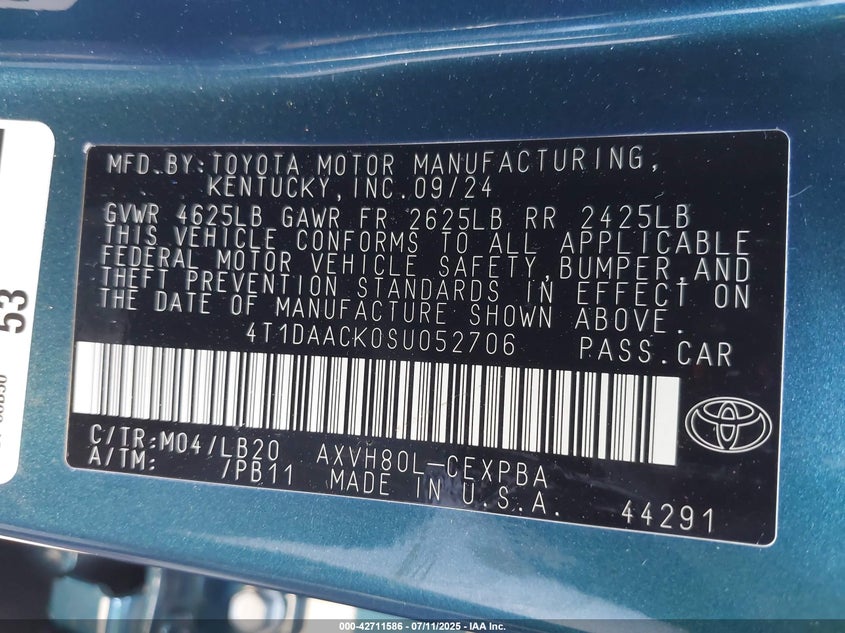 MFD. BY: TOYOTA MOTOR MANUFACTURING,
KENTUCKY, INC. 09/24
GVWR 4625LB GAWR FR 2625LB RR 2425LB
THIS VEHICLE CONFORMS TO ALL APPLICABLE
FEDERAL MOTOR VEHICLE SAFETY, BUMPER, AND
THEFT PREVENTION STANDARDS IN EFFECT ON
THE DATE OF MANUFACTURE SHOWN ABOVE.
4T1DAACK0SU052706 PASS. CAR
C/TR: M04/LB20 AXVH80L-CEXPBA
A/TM: /PB11 MADE IN U.S.A.
44291
53
000-42711586 - 07/11/2025 - IAA Inc.